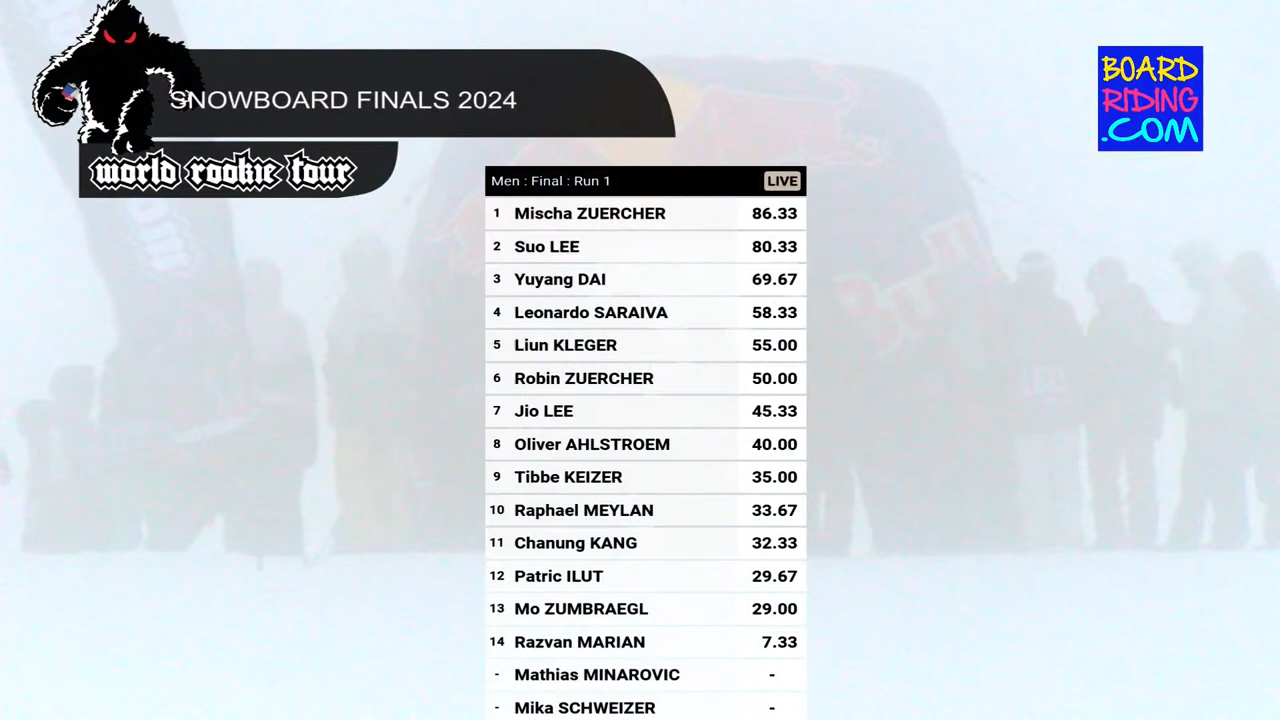 SNOWBOARD FINALS 2024
world rookie tour
BOARD
RIDING
.COM
Men : Final : Run 1 LIVE
1 Mischa ZUERCHER 86.33
2 Suo LEE 80.33
3 Yuyang DAI 69.67
4 Leonardo SARAIVA 58.33
5 Liun KLEGER 55.00
6 Robin ZUERCHER 50.00
7 Jio LEE 45.33
8 Oliver AHLSTROEM 40.00
9 Tibbe KEIZER 35.00
10 Raphael MEYLAN 33.67
11 Chanung KANG 32.33
12 Patric ILUT 29.67
13 Mo ZUMBRAEGL 29.00
14 Razvan MARIAN 7.33
- Mathias MINAROVIC -
- Mika SCHWEIZER -